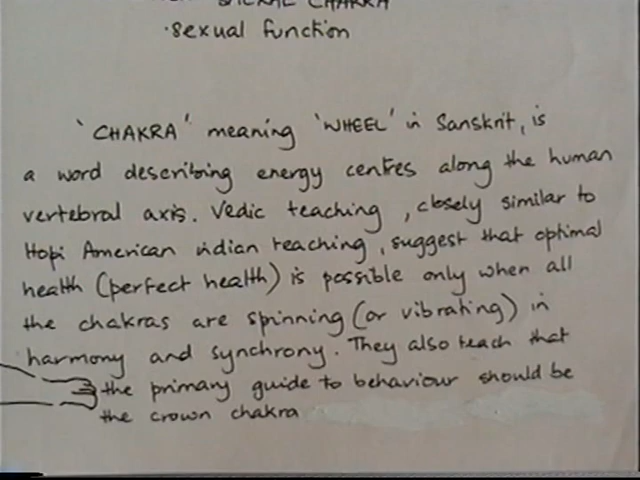 SACRAL CHAKRA
·sexual function
'CHAKRA' meaning 'WHEEL' in Sanskrit, is
a word describing energy centres along the human
vertebral axis. Vedic teaching, closely similar to
Hopi American indian teaching, suggest that optimal
health (perfect health) is possible only when all
the chakras are spinning (or vibrating) in
harmony and synchrony. They also teach that
the primary guide to behaviour should be
the crown chakra